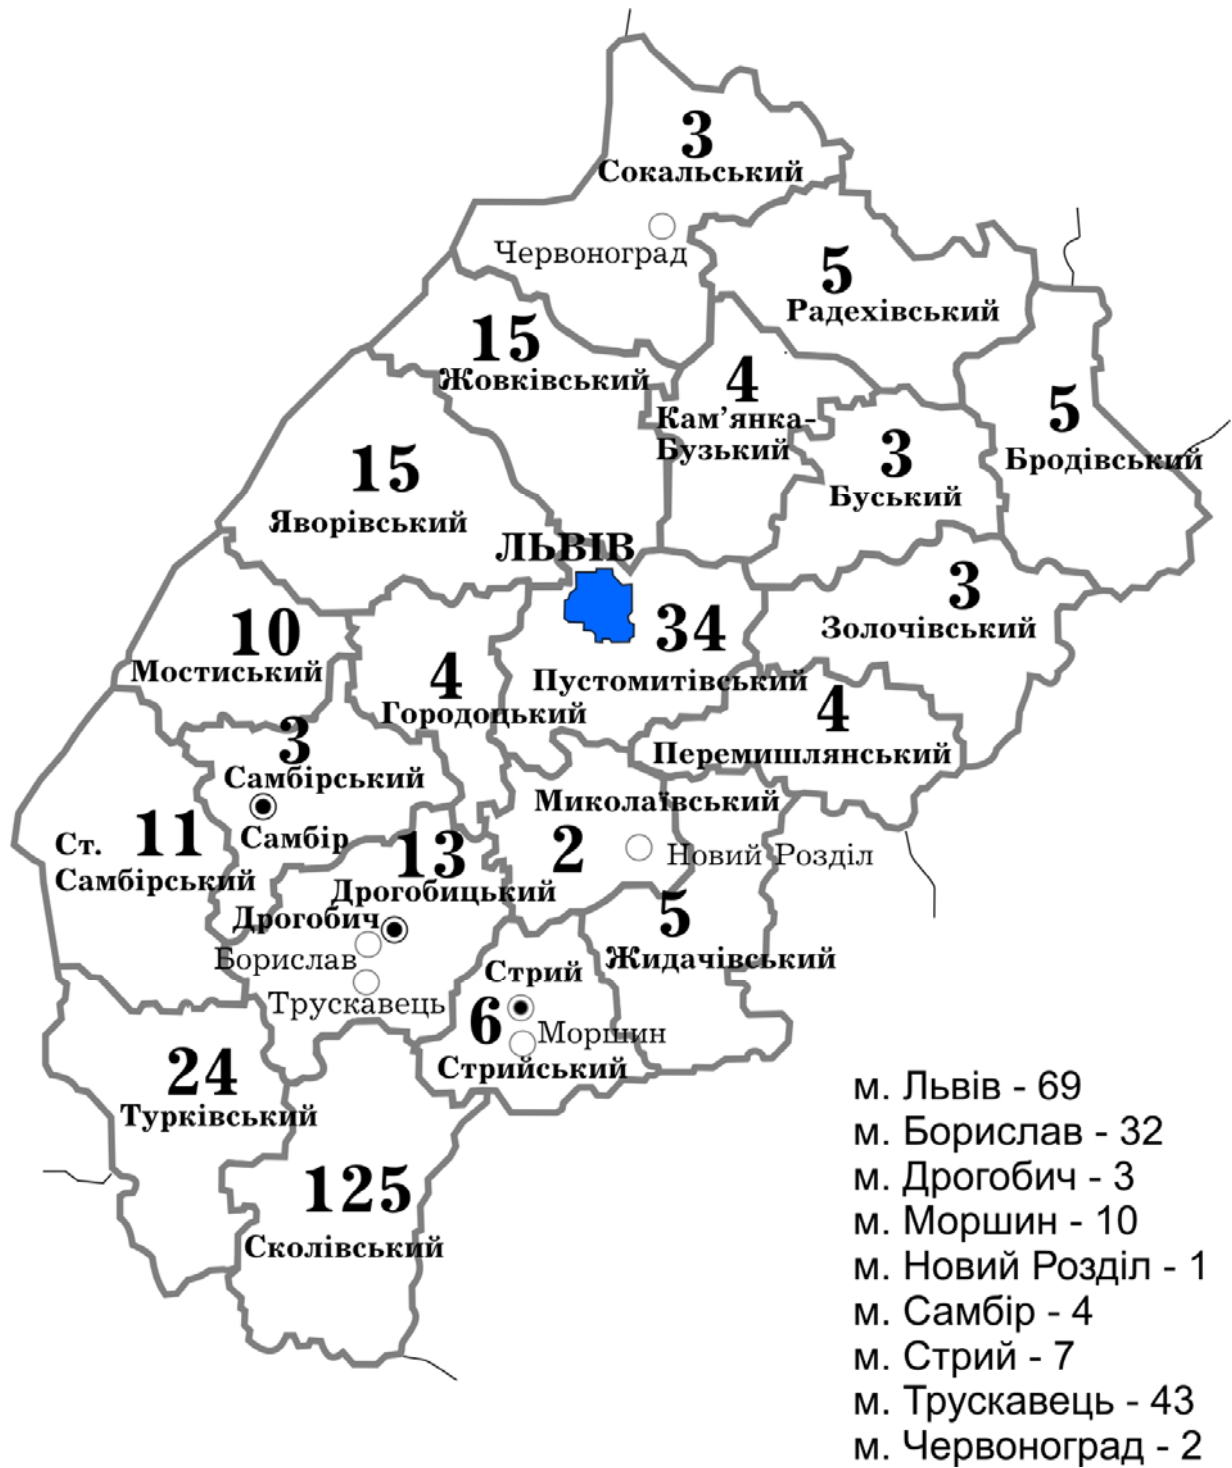 3
Сокальський
Червоноград
5
Радехівський
15
Жовківський
4
Кам’янка-
Бузький
5
Бродівський
3
Буський
15
Яворівський
ЛЬВІВ
3
Золочівський
10
Мостиський
34
Пустомитівський
4
Городоцький
4
Перемишлянський
3
Самбірський
Самбір
Миколаївський
2
Новий Розділ
11
Ст.
Самбірський
13
Дрогобицький
Дрогобич
Борислав
Трускавець
5
Жидачівський
Стрий
6
Моршин
Стрийський
24
Турківський
125
Сколівський
м. Львів - 69
м. Борислав - 32
м. Дрогобич - 3
м. Моршин - 10
м. Новий Розділ - 1
м. Самбір - 4
м. Стрий - 7
м. Трускавець - 43
м. Червоноград - 2